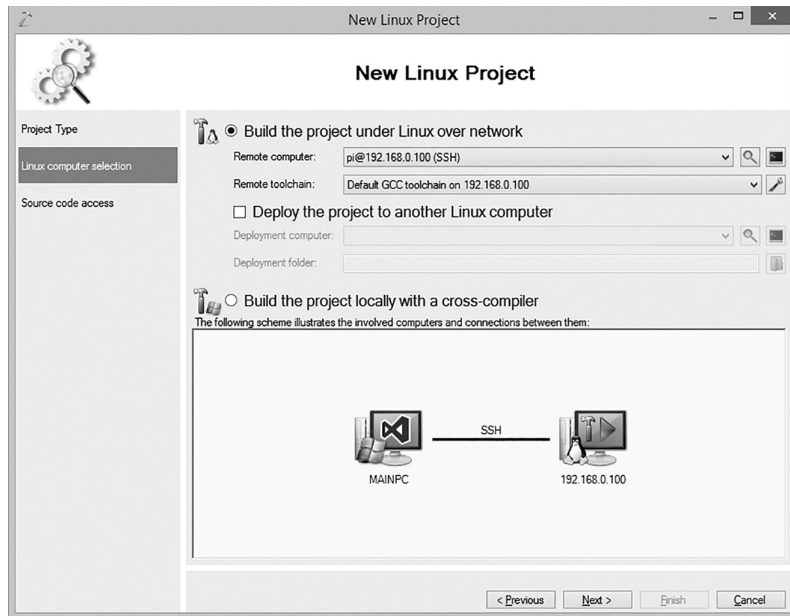 New Linux Project
New Linux Project
Project Type
Linux computer selection
Source code access
Build the project under Linux over network
Remote computer: pi@192.168.0.100 (SSH)
Remote toolchain: Default GCC toolchain on 192.168.0.100
Deploy the project to another Linux computer
Deployment computer:
Deployment folder:
Build the project locally with a cross-compiler
The following scheme illustrates the involved computers and connections between them:
SSH
MAINPC 192.168.0.100
< Previous Next > Finish Cancel